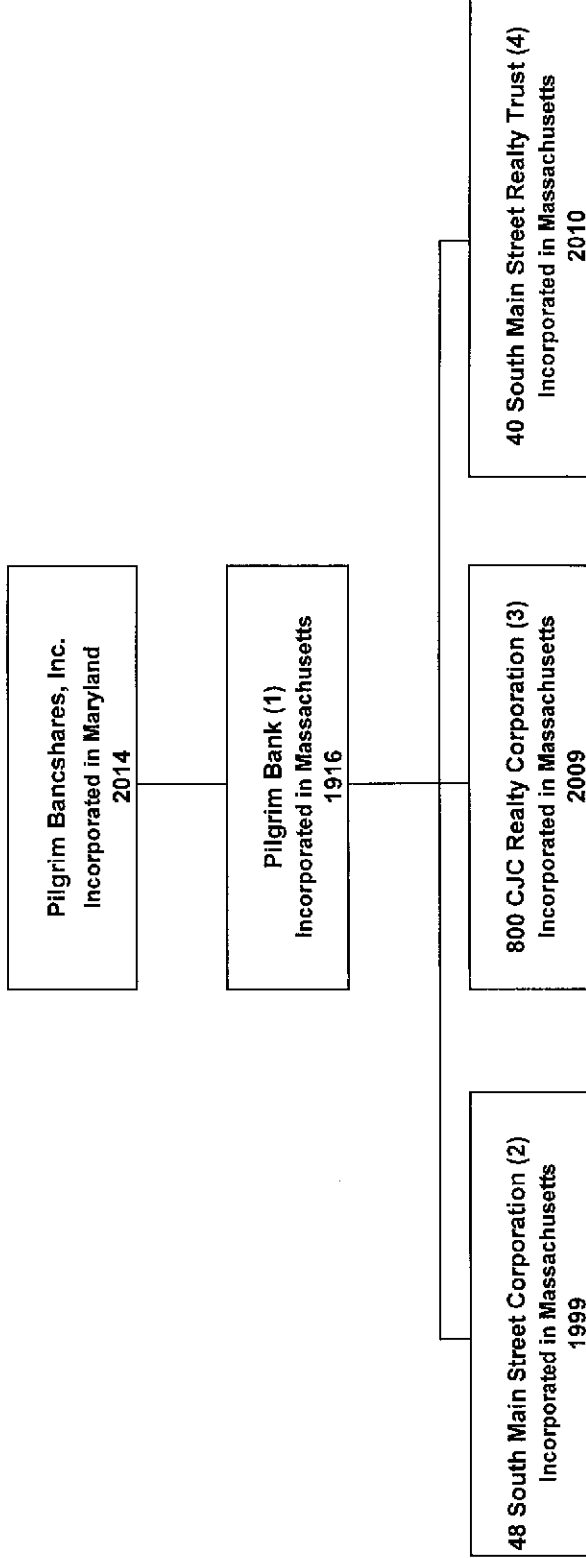 Pilgrim Bancshares, Inc.
Incorporated in Maryland
2014
Pilgrim Bank (1)
Incorporated in Massachusetts
1916
48 South Main Street Corporation (2)
Incorporated in Massachusetts
1999
800 CJC Realty Corporation (3)
Incorporated in Massachusetts
2009
40 South Main Street Realty Trust (4)
Incorporated in Massachusetts
2010